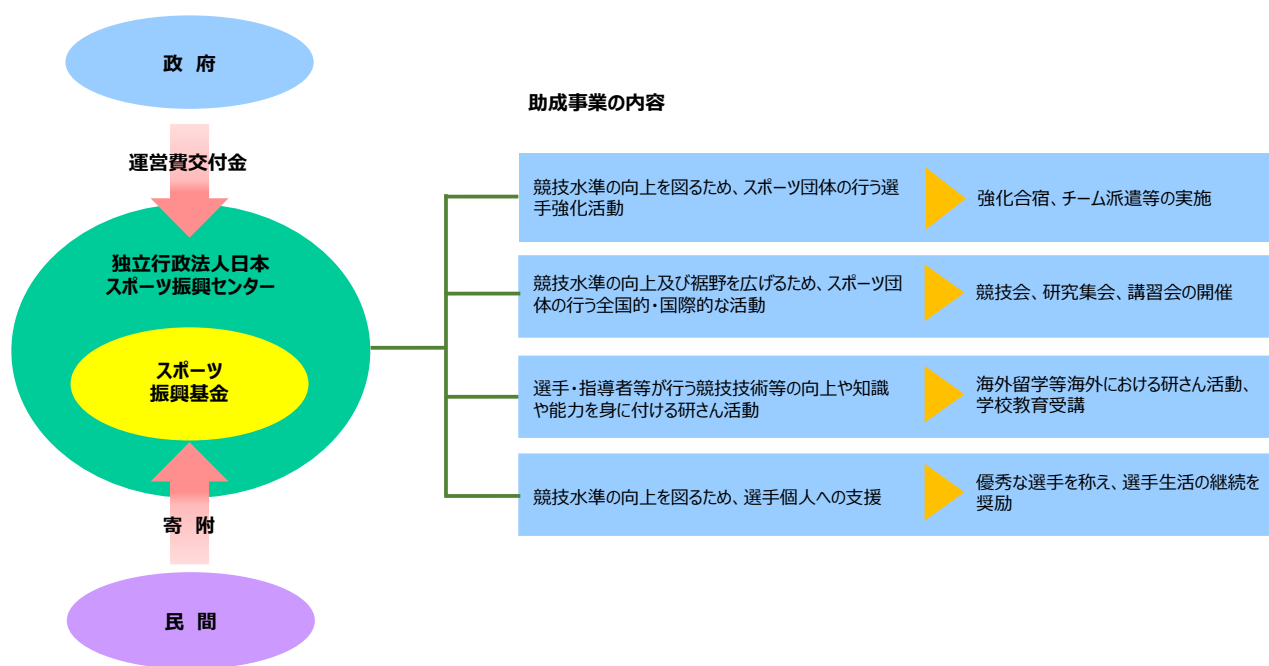 政 府
運営費交付金
独立行政法人日本
スポーツ振興センター
スポーツ
振興基金
寄 附
民 間
助成事業の内容
競技水準の向上を図るため、スポーツ団体の行う選
手強化活動
強化合宿、チーム派遣等の実施
競技水準の向上及び裾野を広げるため、スポーツ団
体の行う全国的・国際的な活動
競技会、研究集会、講習会の開催
選手・指導者等が行う競技技術等の向上や知識
や能力を身に付ける研さん活動
海外留学等海外における研さん活動、
学校教育受講
競技水準の向上を図るため、選手個人への支援
優秀な選手を称え、選手生活の継続を
奨励